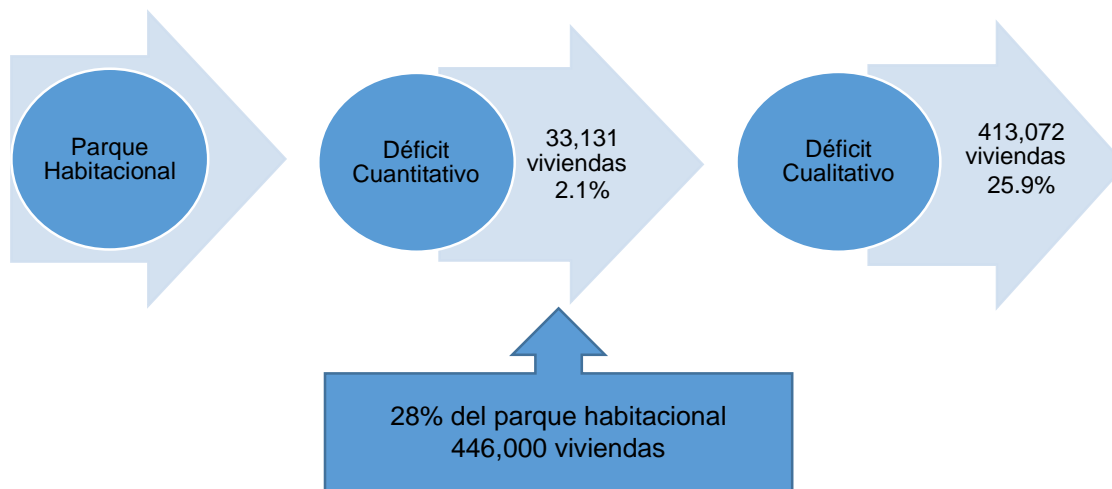 Parque
Habitacional
Déficit
Cuantitativo
33,131
viviendas
2.1%
Déficit
Cualitativo
413,072
viviendas
25.9%
28% del parque habitacional
446,000 viviendas